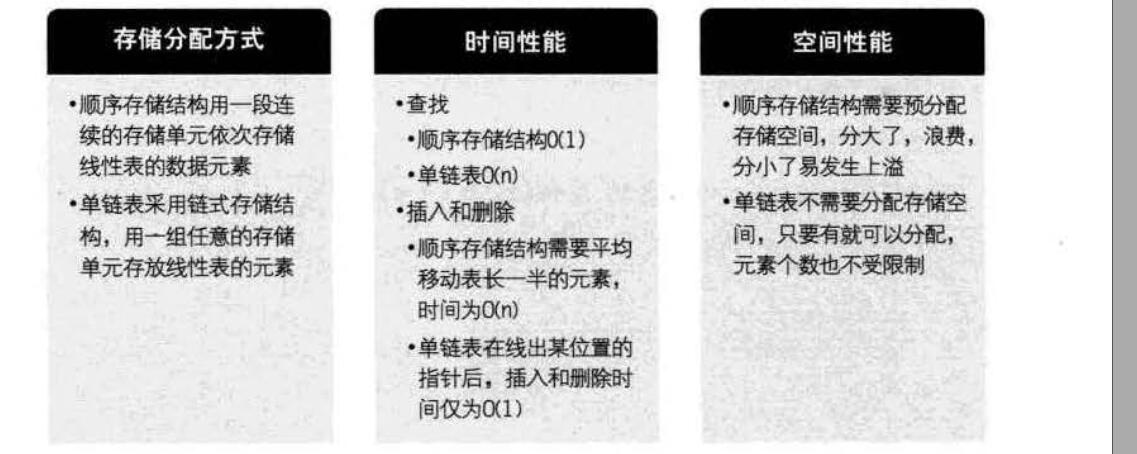 存储分配方式
•顺序存储结构用一段连
续的存储单元依次存储
线性表的数据元素
•单链表采用链式存储结
构，用一组任意的存储
单元存放线性表的元素
时间性能
•查找
•顺序存储结构O(1)
•单链表O(n)
•插入和删除
•顺序存储结构需要平均
移动表长一半的元素，
时间为O(n)
•单链表在线出某位置的
指针后，插入和删除时
间仅为O(1)
空间性能
•顺序存储结构需要预分配
存储空间，分大了，浪费，
分小了易发生上溢
•单链表不需要分配存储空
间，只要有就可以分配，
元素个数也不受限制